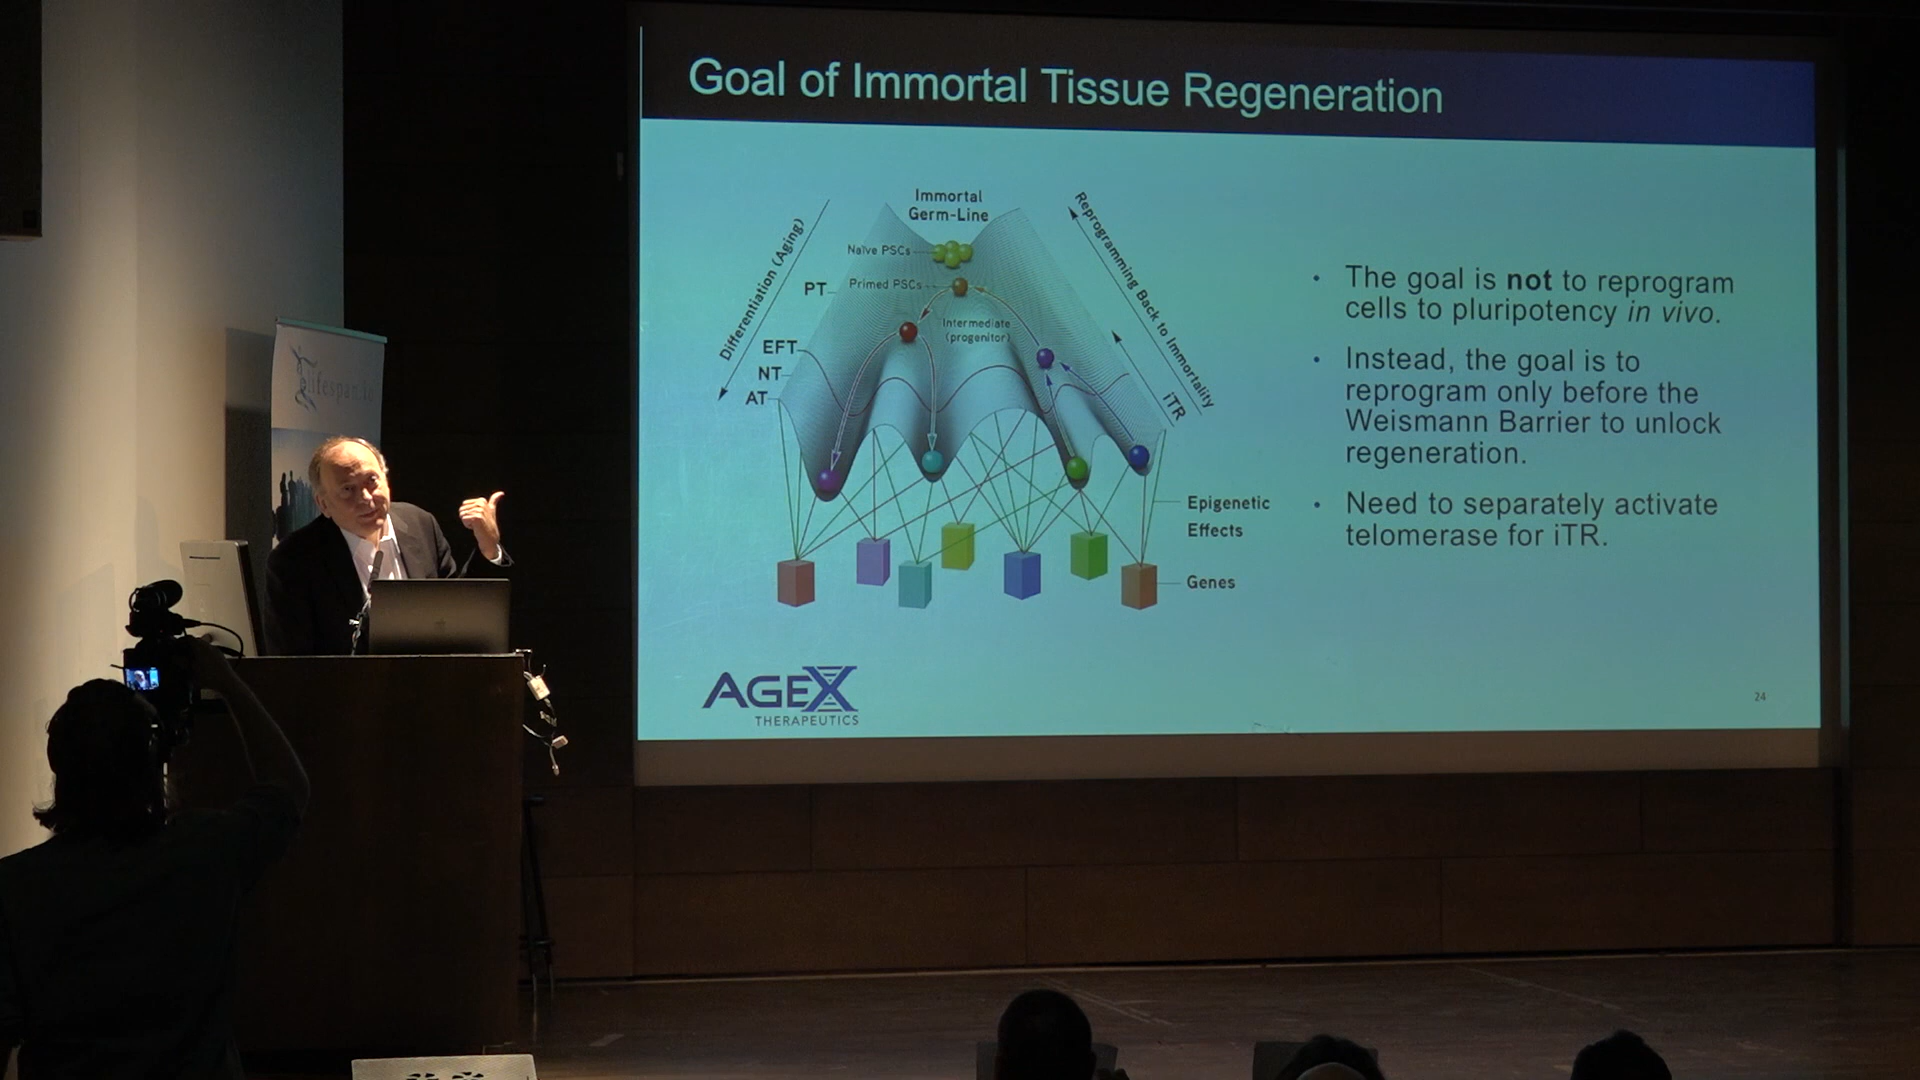 Goal of Immortal Tissue Regeneration
Immortal
Germ-Line
Naïve PSCs
Primed PSCs
PT
Intermediate
(progenitor)
EFT
NT
AT
Differentiation (Aging)
Reprogramming Back to Immortality
iTR
Epigenetic
Effects
Genes
• The goal is not to reprogram
cells to pluripotency in vivo.
• Instead, the goal is to
reprogram only before the
Weismann Barrier to unlock
regeneration.
• Need to separately activate
telomerase for iTR.
AGEX
THERAPEUTICS
24
lifespan.io